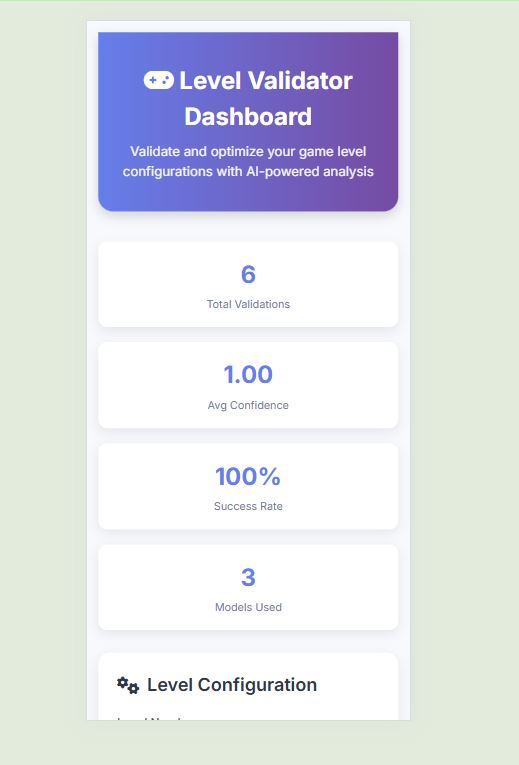 Level Validator
Dashboard
Validate and optimize your game level
configurations with AI-powered analysis
6
Total Validations
1.00
Avg Confidence
100%
Success Rate
3
Models Used
Level Configuration